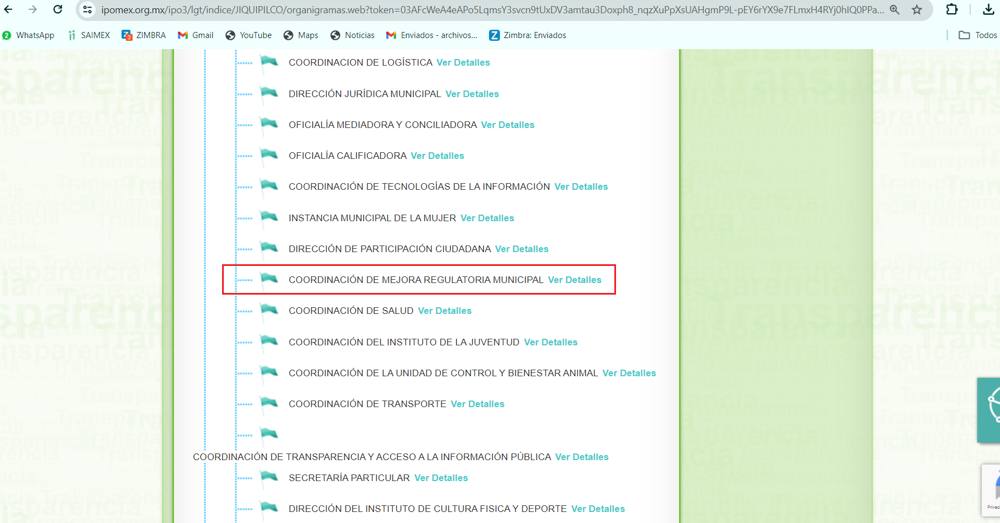 ipomex.org.mx/ipo3/lgt/indice/JIQUIPILCO/organigramas.web?token=03AFcWeA4eAPo5LqmsY3svcn9tUxDV3amtau3Doxph8_nqzXuPpXsUAHgmP9L-pEY6rYX9e7FLmxH4RYj0hIQ0PPa...
2 WhatsApp SAIMEX 3 ZIMBRA Gmail YouTube Maps Noticias Enviados - archivos... Zimbra: Enviados Todos
COORDINACION DE LOGÍSTICA Ver Detalles
DIRECCIÓN JURÍDICA MUNICIPAL Ver Detalles
OFICIALÍA MEDIADORA Y CONCILIADORA Ver Detalles
OFICIALÍA CALIFICADORA Ver Detalles
COORDINACIÓN DE TECNOLOGÍAS DE LA INFORMACIÓN Ver Detalles
INSTANCIA MUNICIPAL DE LA MUJER Ver Detalles
DIRECCIÓN DE PARTICIPACIÓN CIUDADANA Ver Detalles
COORDINACIÓN DE MEJORA REGULATORIA MUNICIPAL Ver Detalles
COORDINACIÓN DE SALUD Ver Detalles
COORDINACIÓN DEL INSTITUTO DE LA JUVENTUD Ver Detalles
COORDINACIÓN DE LA UNIDAD DE CONTROL Y BIENESTAR ANIMAL Ver Detalles
COORDINACIÓN DE TRANSPORTE Ver Detalles
COORDINACIÓN DE TRANSPARENCIA Y ACCESO A LA INFORMACIÓN PÚBLICA Ver Detalles
SECRETARÍA PARTICULAR Ver Detalles
DIRECCIÓN DEL INSTITUTO DE CULTURA FISICA Y DEPORTE Ver Detalles